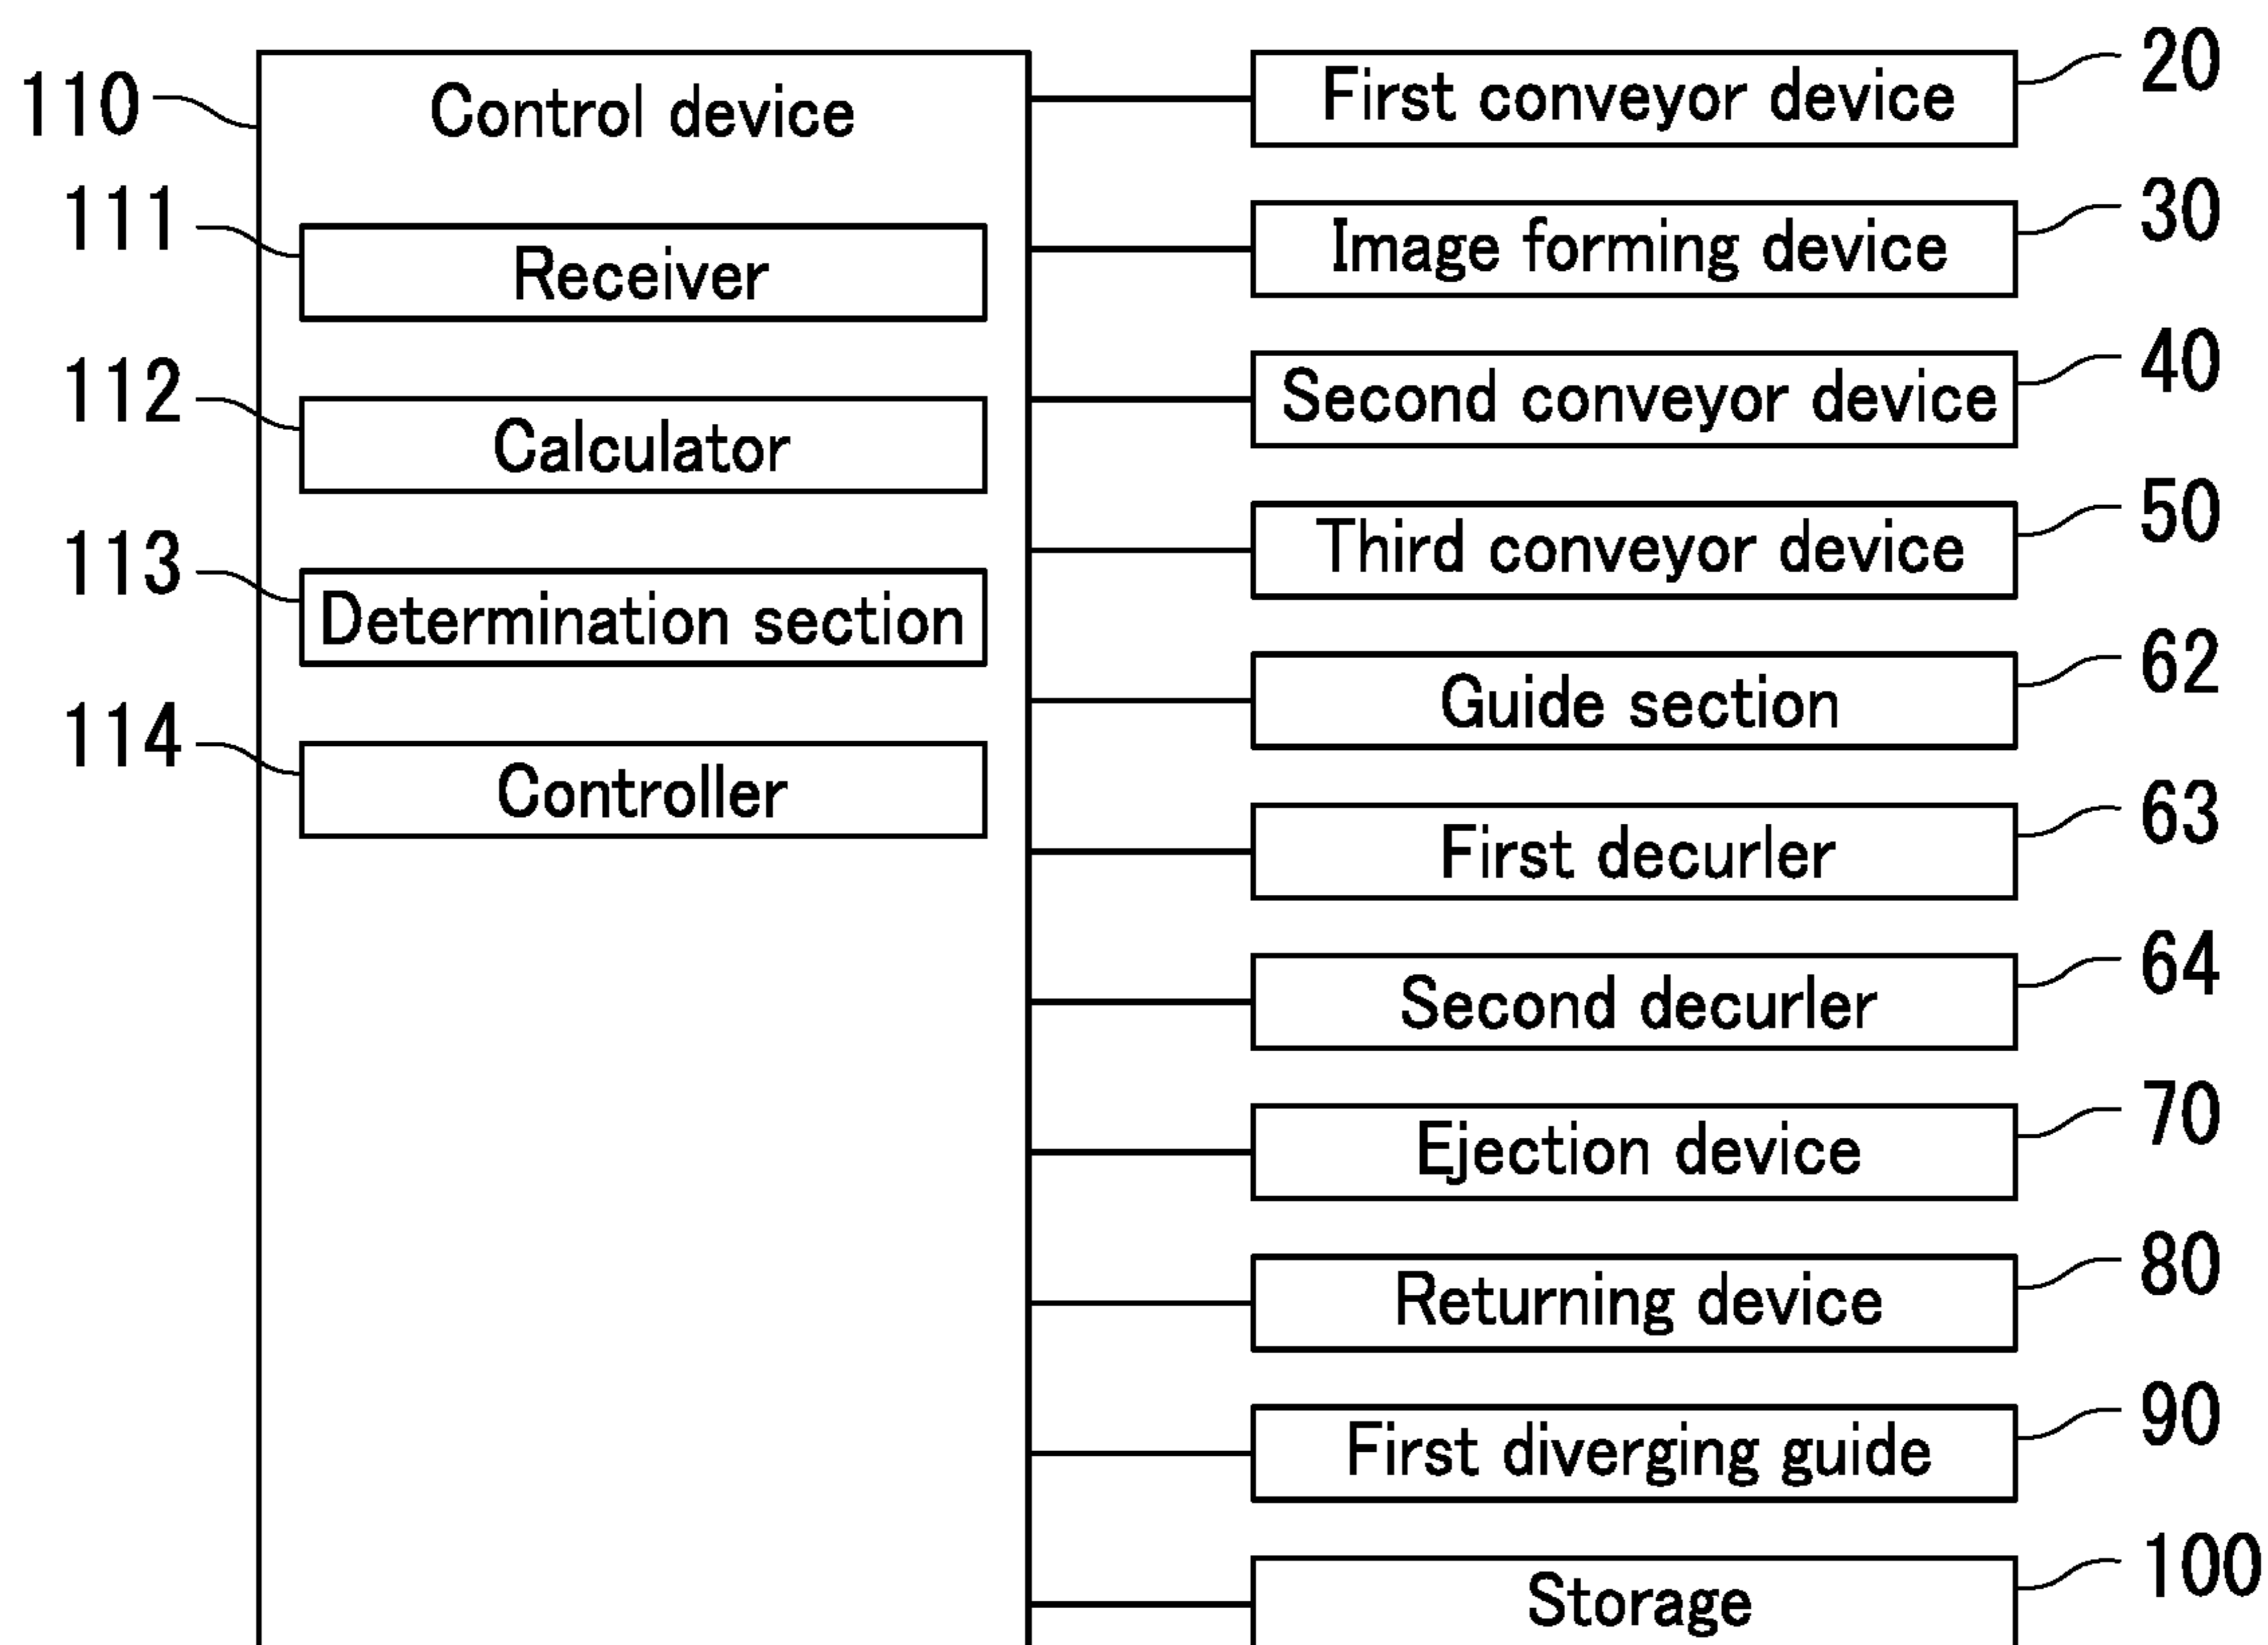 110
Control device
111
Receiver
112
Calculator
113
Determination section
114
Controller
First conveyor device
20
Image forming device
30
Second conveyor device
40
Third conveyor device
50
Guide section
62
First decurler
63
Second decurler
64
Ejection device
70
Returning device
80
First diverging guide
90
Storage
100